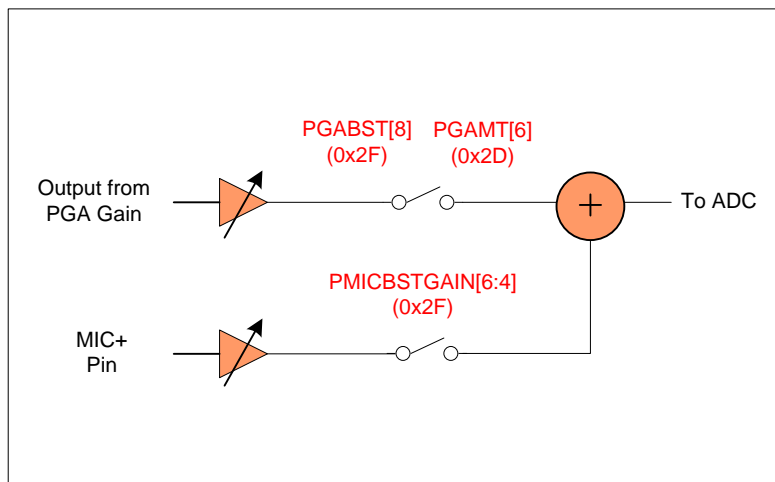 PGABST[8]
(0x2F)
PGAMT[6]
(0x2D)
Output from
PGA Gain
+
To ADC
PMICBSTGAIN[6:4]
(0x2F)
MIC+
Pin